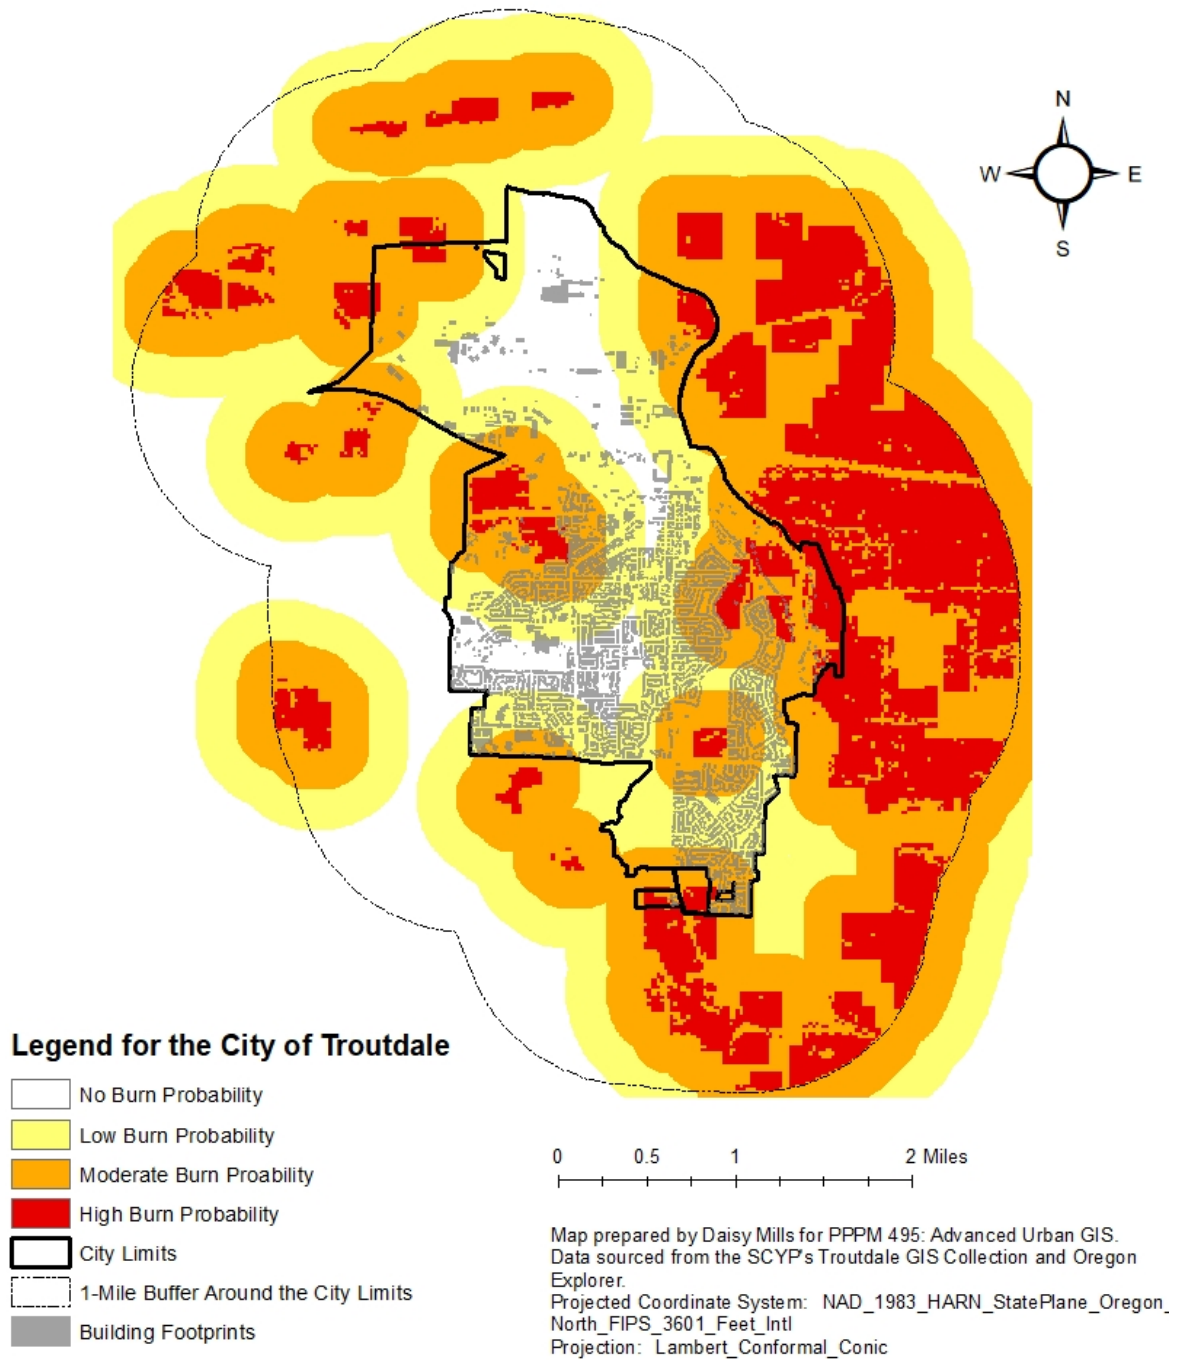 N
W
E
S
Legend for the City of Troutdale
No Burn Probability
Low Burn Probability
Moderate Burn Proability
High Burn Probability
City Limits
1-Mile Buffer Around the City Limits
Building Footprints
0 0.5 1 2 Miles
Map prepared by Daisy Mills for PPPM 495: Advanced Urban GIS.
Data sourced from the SCYP's Troutdale GIS Collection and Oregon
Explorer.
Projected Coordinate System: NAD_1983_HARN_StatePlane_Oregon_
North_FIPS_3601_Feet_Intl
Projection: Lambert_Conformal_Conic